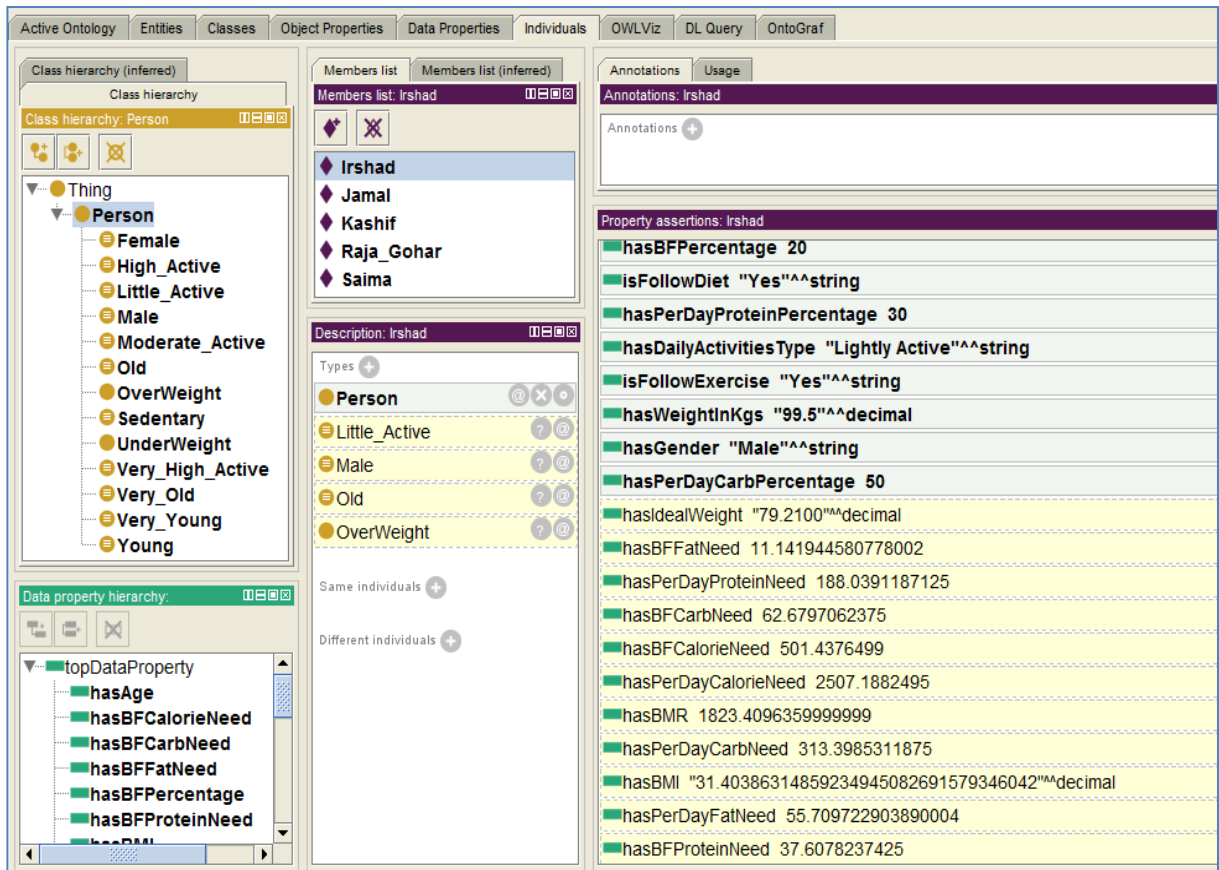 Active Ontology Entities Classes Object Properties Data Properties Individuals OWLViz DL Query OntoGraf
Class hierarchy (inferred)
Class hierarchy
Class hierarchy: Person
Thing
Person
Female
High_Active
Little_Active
Male
Moderate_Active
Old
OverWeight
Sedentary
UnderWeight
Very_High_Active
Very_Old
Very_Young
Young
Data property hierarchy:
topDataProperty
hasAge
hasBFCalorieNeed
hasBFCarbNeed
hasBFFatNeed
hasBFPercentage
hasBFProteinNeed
hasBMI
Members list Members list (inferred)
Members list: Irshad
Irshad
Jamal
Kashif
Raja_Gohar
Saima
Description: Irshad
Types
Person
Little_Active
Male
Old
OverWeight
Same individuals
Different individuals
Annotations Usage
Annotations: Irshad
Annotations
Property assertions: Irshad
hasBFPercentage 20
isFollowDiet "Yes"^^string
hasPerDayProteinPercentage 30
hasDailyActivitiesType "Lightly Active"^^string
isFollowExercise "Yes"^^string
hasWeightInKgs "99.5"^^decimal
hasGender "Male"^^string
hasPerDayCarbPercentage 50
hasIdealWeight "79.2100"^^decimal
hasBFFatNeed 11.141944580778002
hasPerDayProteinNeed 188.0391187125
hasBFCarbNeed 62.6797062375
hasBFCalorieNeed 501.4376499
hasPerDayCalorieNeed 2507.1882495
hasBMR 1823.4096359999999
hasPerDayCarbNeed 313.3985311875
hasBMI "31.403863148592349450826915793460​42"^^decimal
hasPerDayFatNeed 55.709722903890004
hasBFProteinNeed 37.6078237425